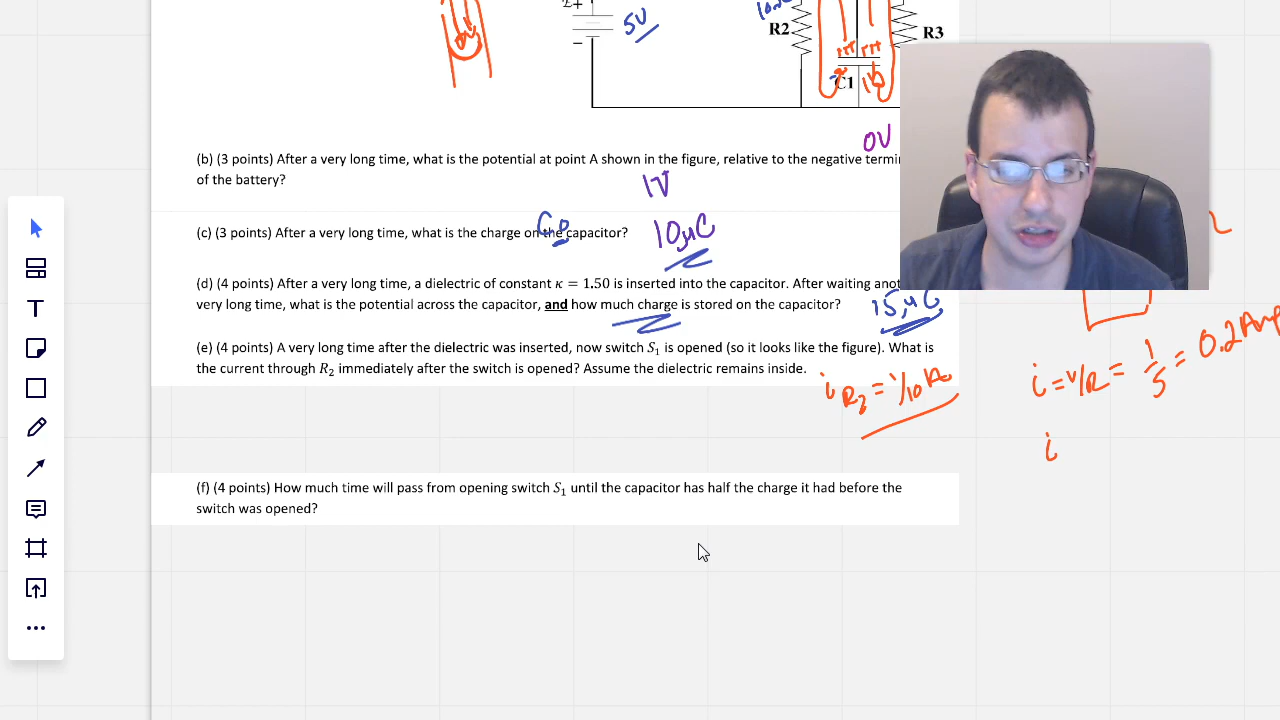 +
5V
R2
R3
C1
1Ω
−
0V
(b) (3 points) After a very long time, what is the potential at point A shown in the figure, relative to the negative termin
of the battery?
1V
(c) (3 points) After a very long time, what is the charge on the capacitor?
10μC
(d) (4 points) After a very long time, a dielectric of constant κ = 1.50 is inserted into the capacitor. After waiting anot
very long time, what is the potential across the capacitor, and how much charge is stored on the capacitor?
15μC
(e) (4 points) A very long time after the dielectric was inserted, now switch S₁ is opened (so it looks like the figure). What is
the current through R₂ immediately after the switch is opened? Assume the dielectric remains inside.
i = V/R = 1/5 = 0.2 Amp
i
(f) (4 points) How much time will pass from opening switch S₁ until the capacitor has half the charge it had before the
switch was opened?
T